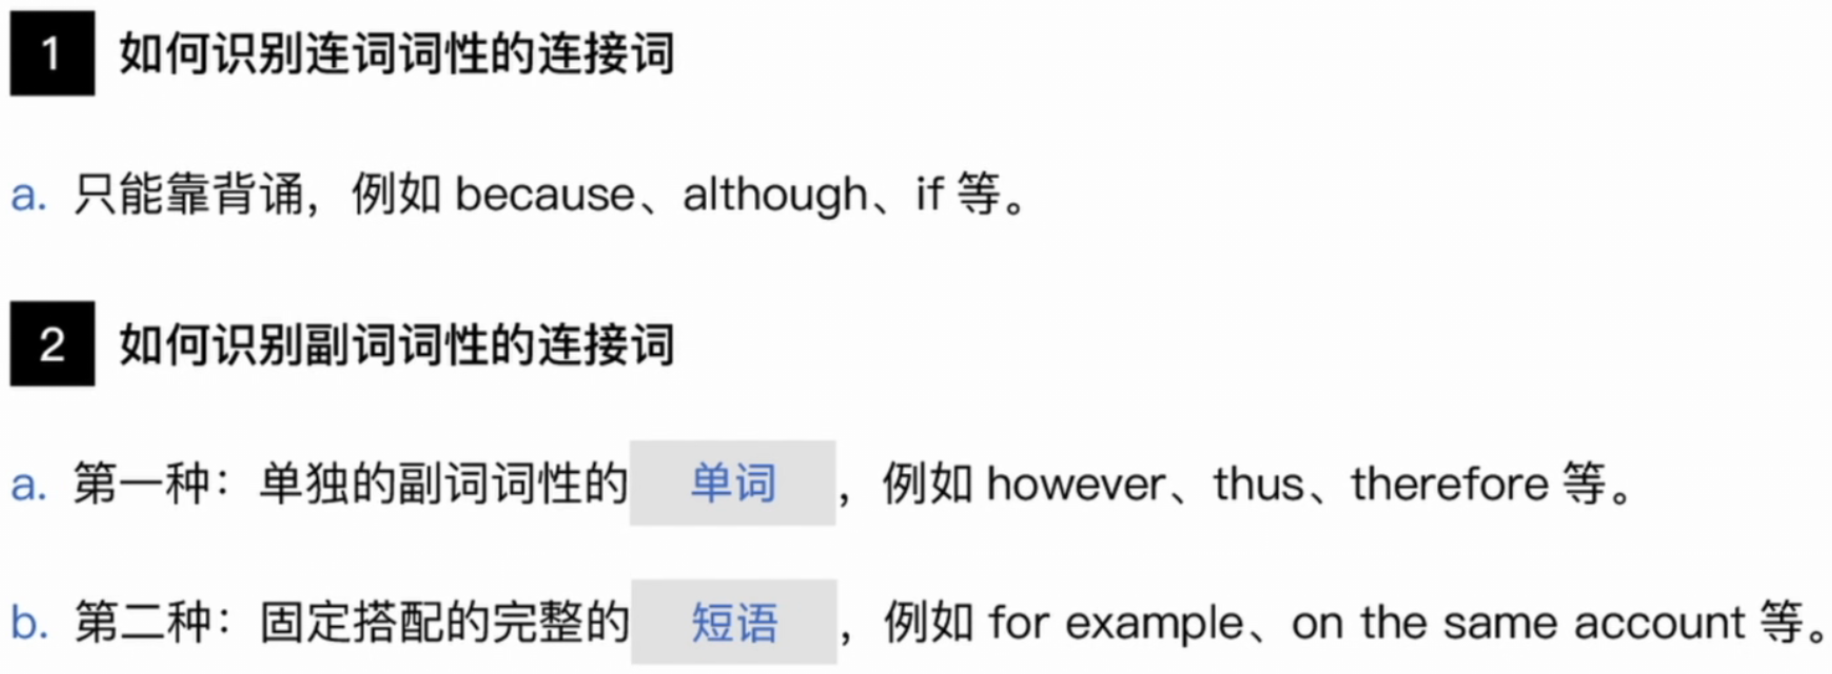 1 如何识别连词词性的连接词
a. 只能靠背诵，例如 because、although、if 等。
2 如何识别副词词性的连接词
a. 第一种：单独的副词词性的 单词 ，例如 however、thus、therefore 等。
b. 第二种：固定搭配的完整的 短语 ，例如 for example、on the same account 等。